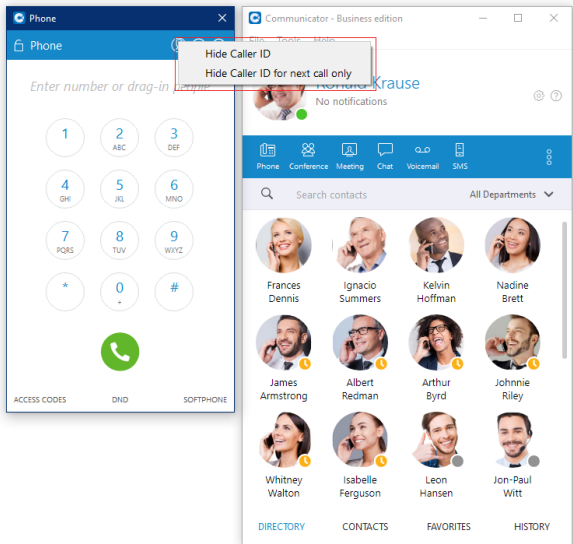 Phone
Phone
Hide Caller ID
Hide Caller ID for next call only
Enter number or drag-in people
1
2
3
ABC
DEF
4
5
6
GHI
JKL
MNO
7
8
9
PQRS
TUV
WXYZ
*
0
#
+
ACCESS CODES
DND
SOFTPHONE
Communicator - Business edition
File Tools Help
Ronald Krause
No notifications
Phone
Conference
Meeting
Chat
Voicemail
SMS
Search contacts
All Departments
Frances
Dennis
Ignacio
Summers
Kelvin
Hoffman
Nadine
Brett
James
Armstrong
Albert
Redman
Arthur
Byrd
Johnnie
Riley
Whitney
Walton
Isabelle
Ferguson
Leon
Hansen
Jon-Paul
Witt
DIRECTORY
CONTACTS
FAVORITES
HISTORY